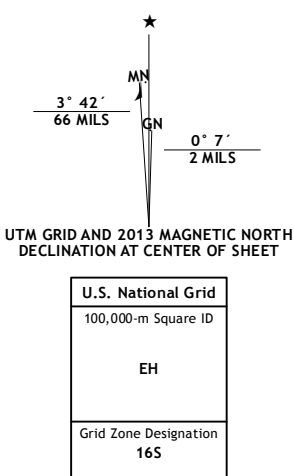 ★
MN
3° 42´
66 MILS
GN
0° 7´
2 MILS
UTM GRID AND 2013 MAGNETIC NORTH
DECLINATION AT CENTER OF SHEET
U.S. National Grid
100,000-m Square ID
EH
Grid Zone Designation
16S